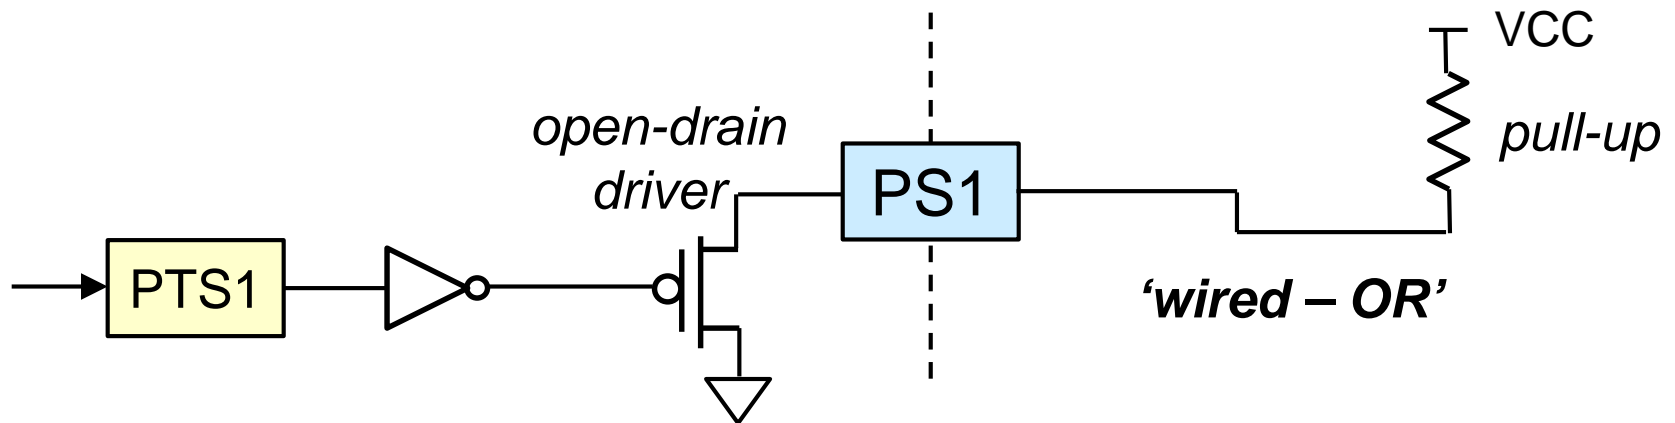 VCC
open-drain
driver
pull-up
PS1
PTS1
‘wired – OR’